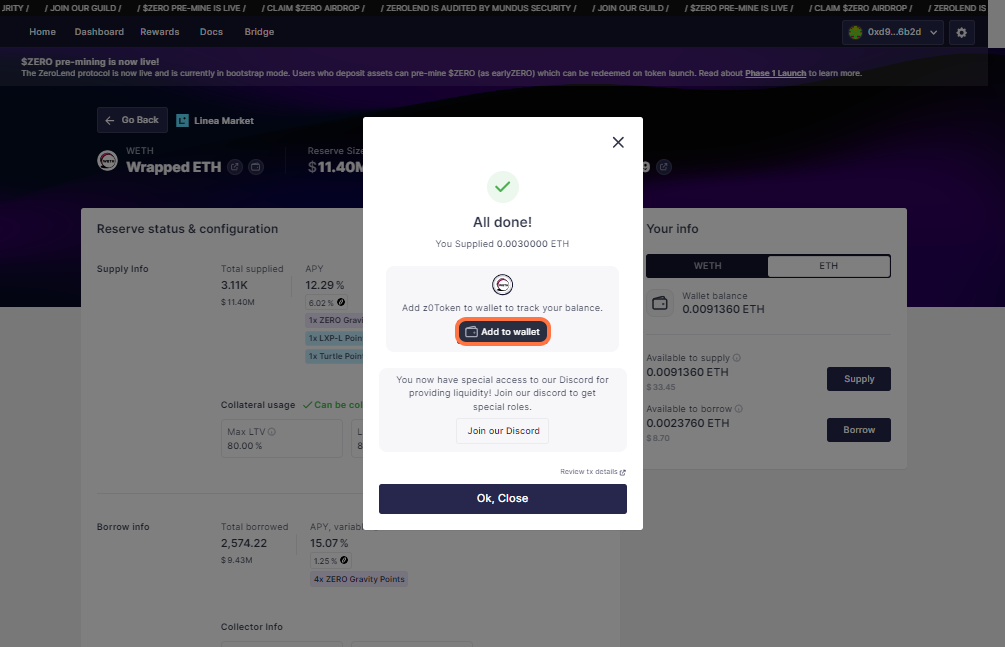 JRITY / / JOIN OUR GUILD / / $ZERO PRE-MINE IS LIVE / / CLAIM $ZERO AIRDROP / / ZEROLEND IS AUDITED BY MUNDUS SECURITY / / JOIN OUR GUILD / / $ZERO PRE-MINE IS LIVE / / CLAIM $ZERO AIRDROP / / ZEROLEND IS
Home Dashboard Rewards Docs Bridge 0xd9...6b2d
$ZERO pre-mining is now live!
The ZeroLend protocol is now live and is currently in bootstrap mode. Users who deposit assets can pre-mine $ZERO (as earlyZERO) which can be redeemed on token launch. Read about Phase 1 Launch to learn more.
Go Back Linea Market
WETH
Wrapped ETH
Reserve Size
$11.40M
9
Reserve status & configuration
Supply Info
Total supplied
3.11K
$ 11.40M
APY
12.29 %
6.02 %
1x ZERO Gravi
1x LXP-L Poin
1x Turtle Poin
Collateral usage Can be col
Max LTV
80.00 %
L
8
Borrow info
Total borrowed
2,574.22
$ 9.43M
APY, variab
15.07 %
1.25 %
4x ZERO Gravity Points
Collector Info
All done!
You Supplied 0.0030000 ETH
WETH
Add z0Token to wallet to track your balance.
Add to wallet
You now have special access to our Discord for
providing liquidity! Join our discord to get
special roles.
Join our Discord
Review tx details
Ok, Close
Your info
WETH ETH
Wallet balance
0.0091360 ETH
Available to supply
0.0091360 ETH
$ 33.45
Supply
Available to borrow
0.0023760 ETH
$ 8.70
Borrow